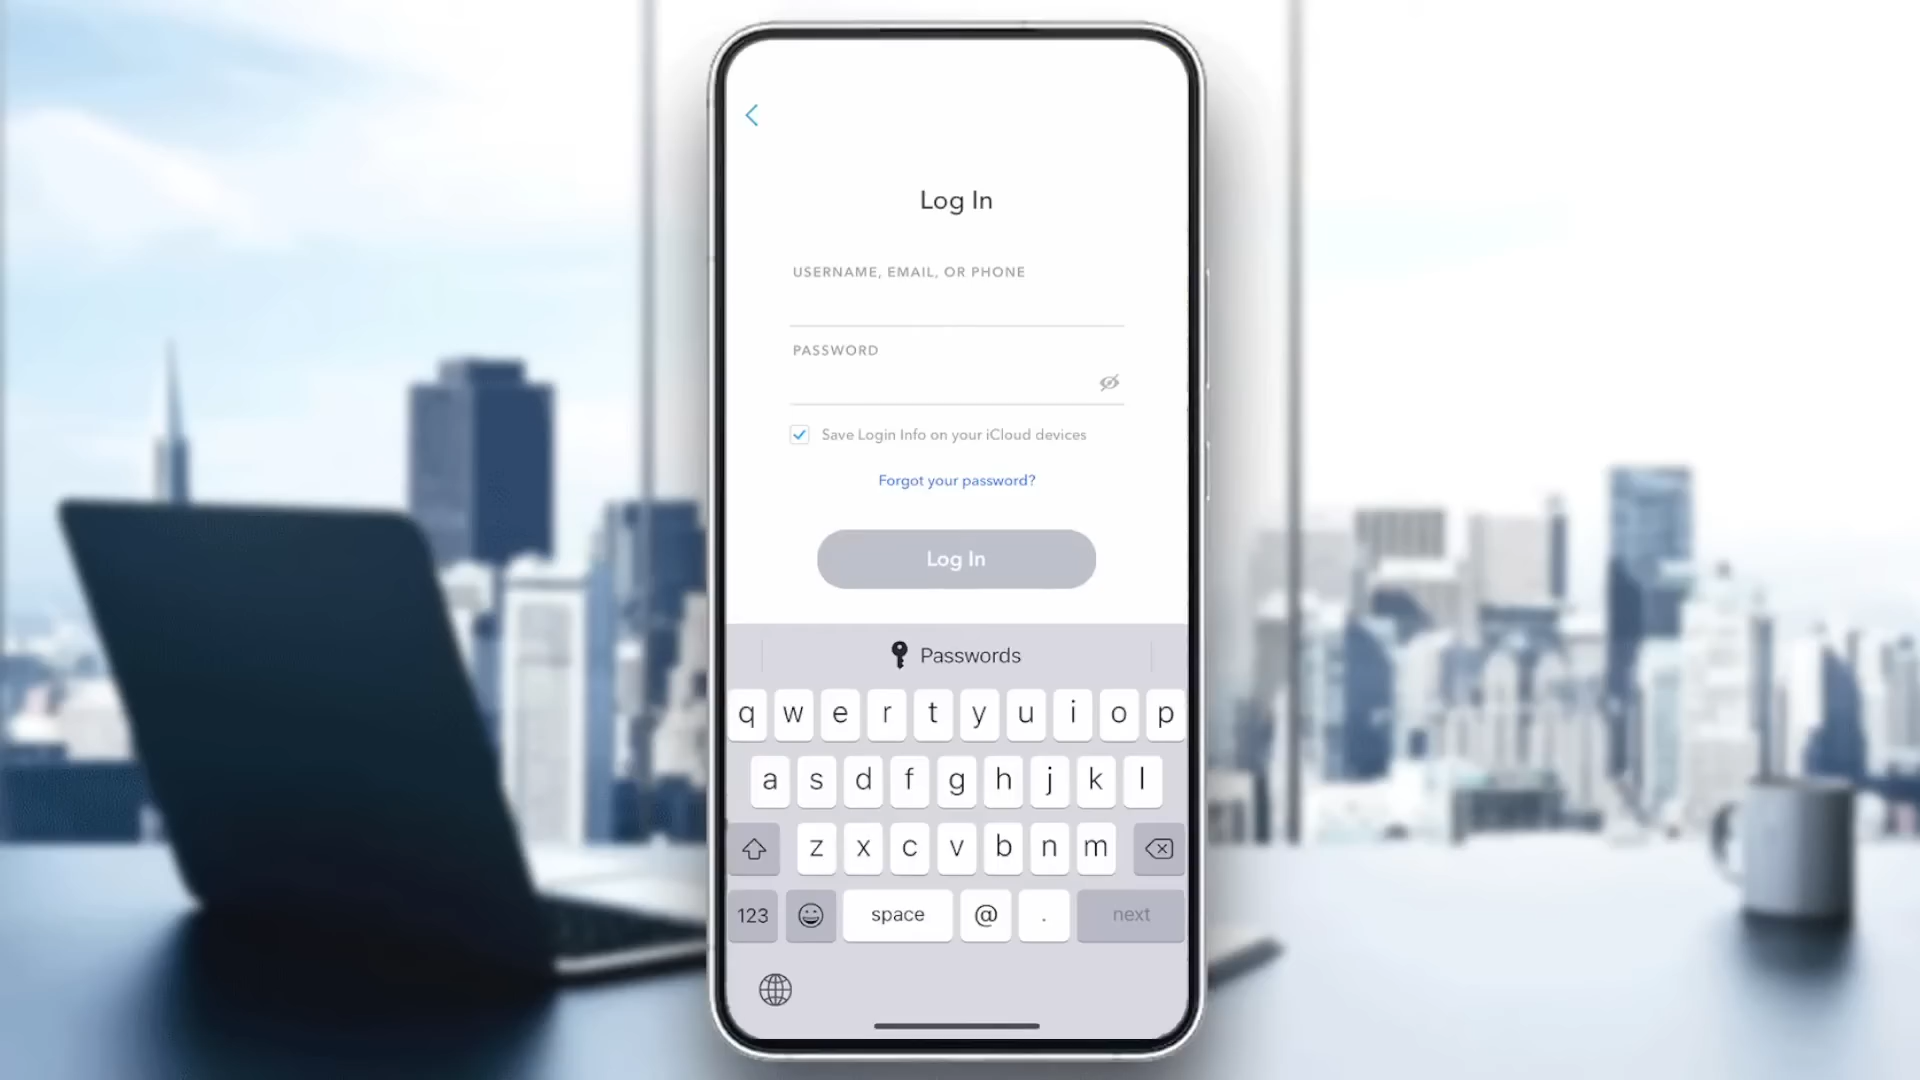 Log In
USERNAME, EMAIL, OR PHONE
PASSWORD
Save Login Info on your iCloud devices
Forgot your password?
Log In
Passwords
q w e r t y u i o p
a s d f g h j k l
z x c v b n m
123 space @ . next